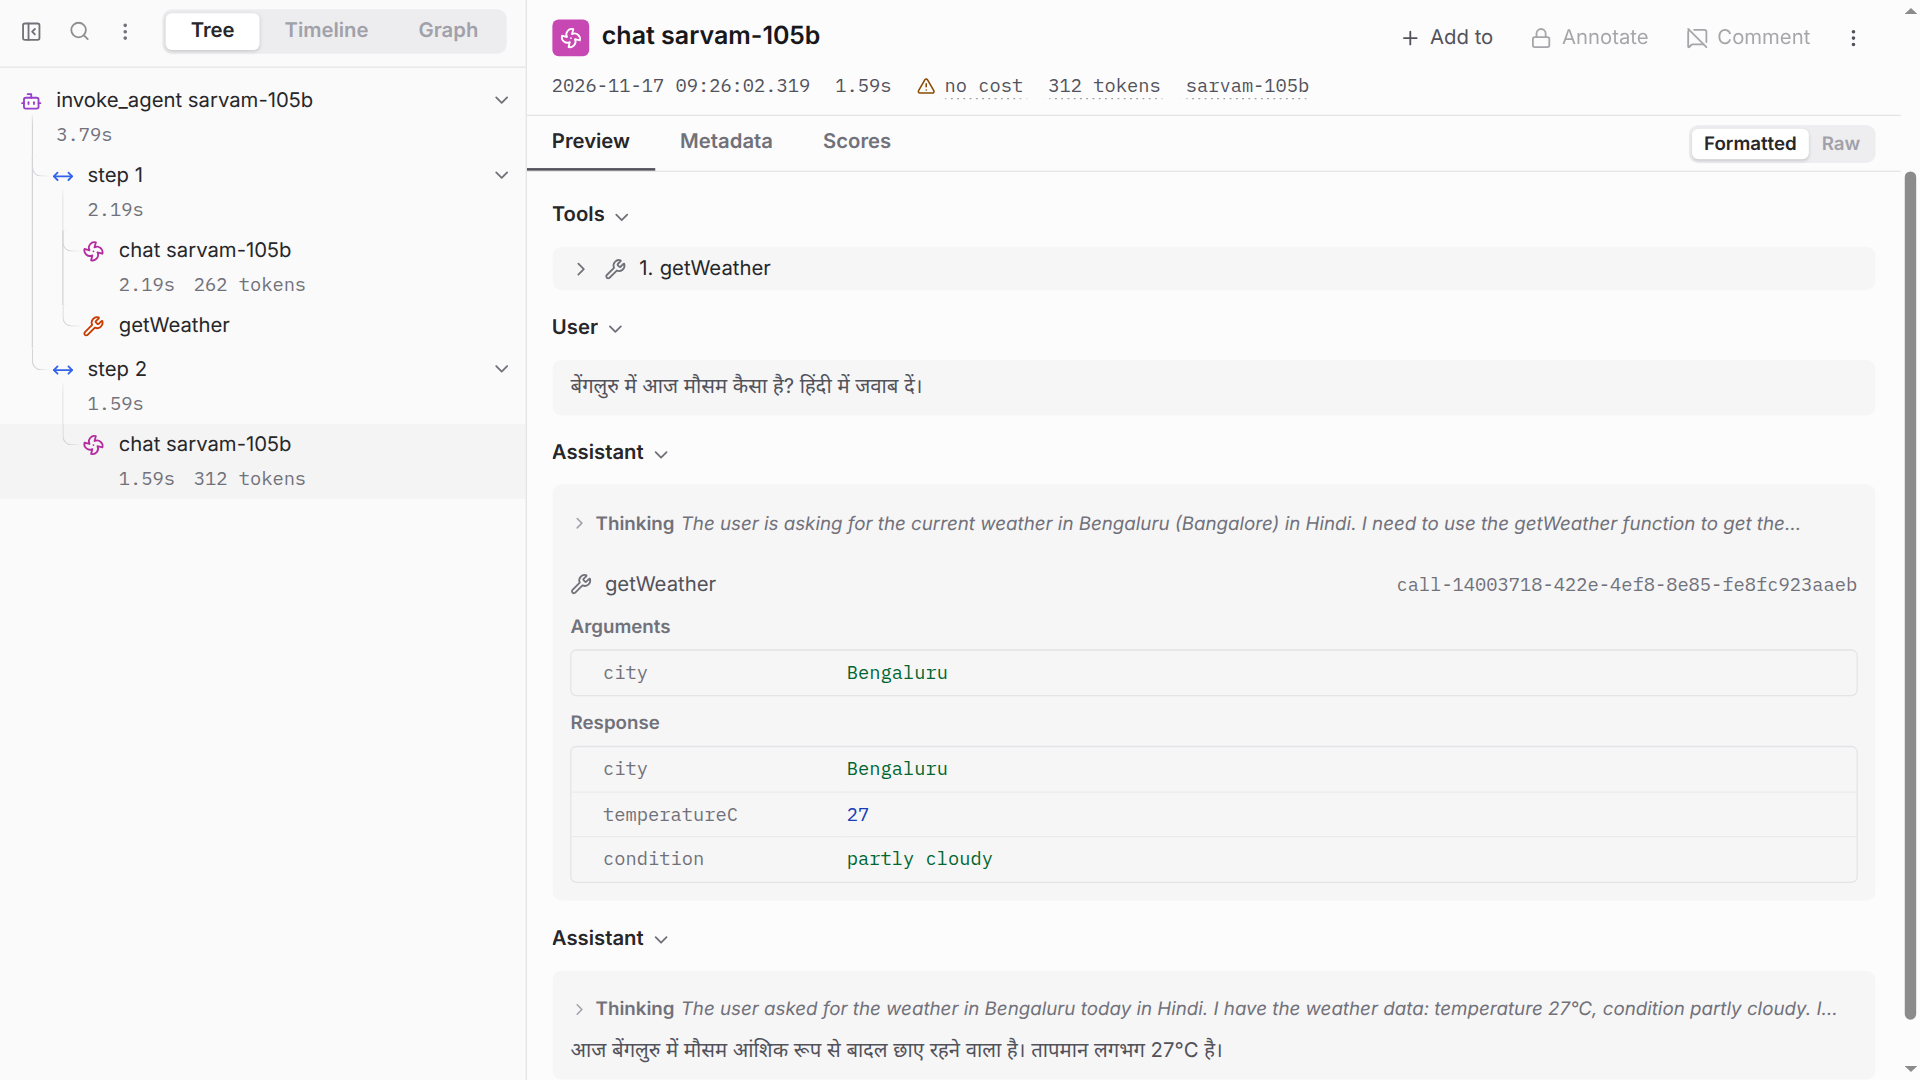 Tree Timeline Graph
invoke_agent sarvam-105b
3.79s
step 1
2.19s
chat sarvam-105b
2.19s 262 tokens
getWeather
step 2
1.59s
chat sarvam-105b
1.59s 312 tokens
chat sarvam-105b
Add to Annotate Comment
2026-11-17 09:26:02.319 1.59s no cost 312 tokens sarvam-105b
Preview Metadata Scores
Formatted Raw
Tools
1. getWeather
User
बेंगलुरु में आज मौसम कैसा है? हिंदी में जवाब दें।
Assistant
Thinking The user is asking for the current weather in Bengaluru (Bangalore) in Hindi. I need to use the getWeather function to get the...
getWeather call-14003718-422e-4ef8-8e85-fe8fc923aaeb
Arguments
city Bengaluru
Response
city Bengaluru
temperatureC 27
condition partly cloudy
Assistant
Thinking The user asked for the weather in Bengaluru today in Hindi. I have the weather data: temperature 27°C, condition partly cloudy. I...
आज बेंगलुरु में मौसम आंशिक रूप से बादल छाए रहने वाला है। तापमान लगभग 27°C है।